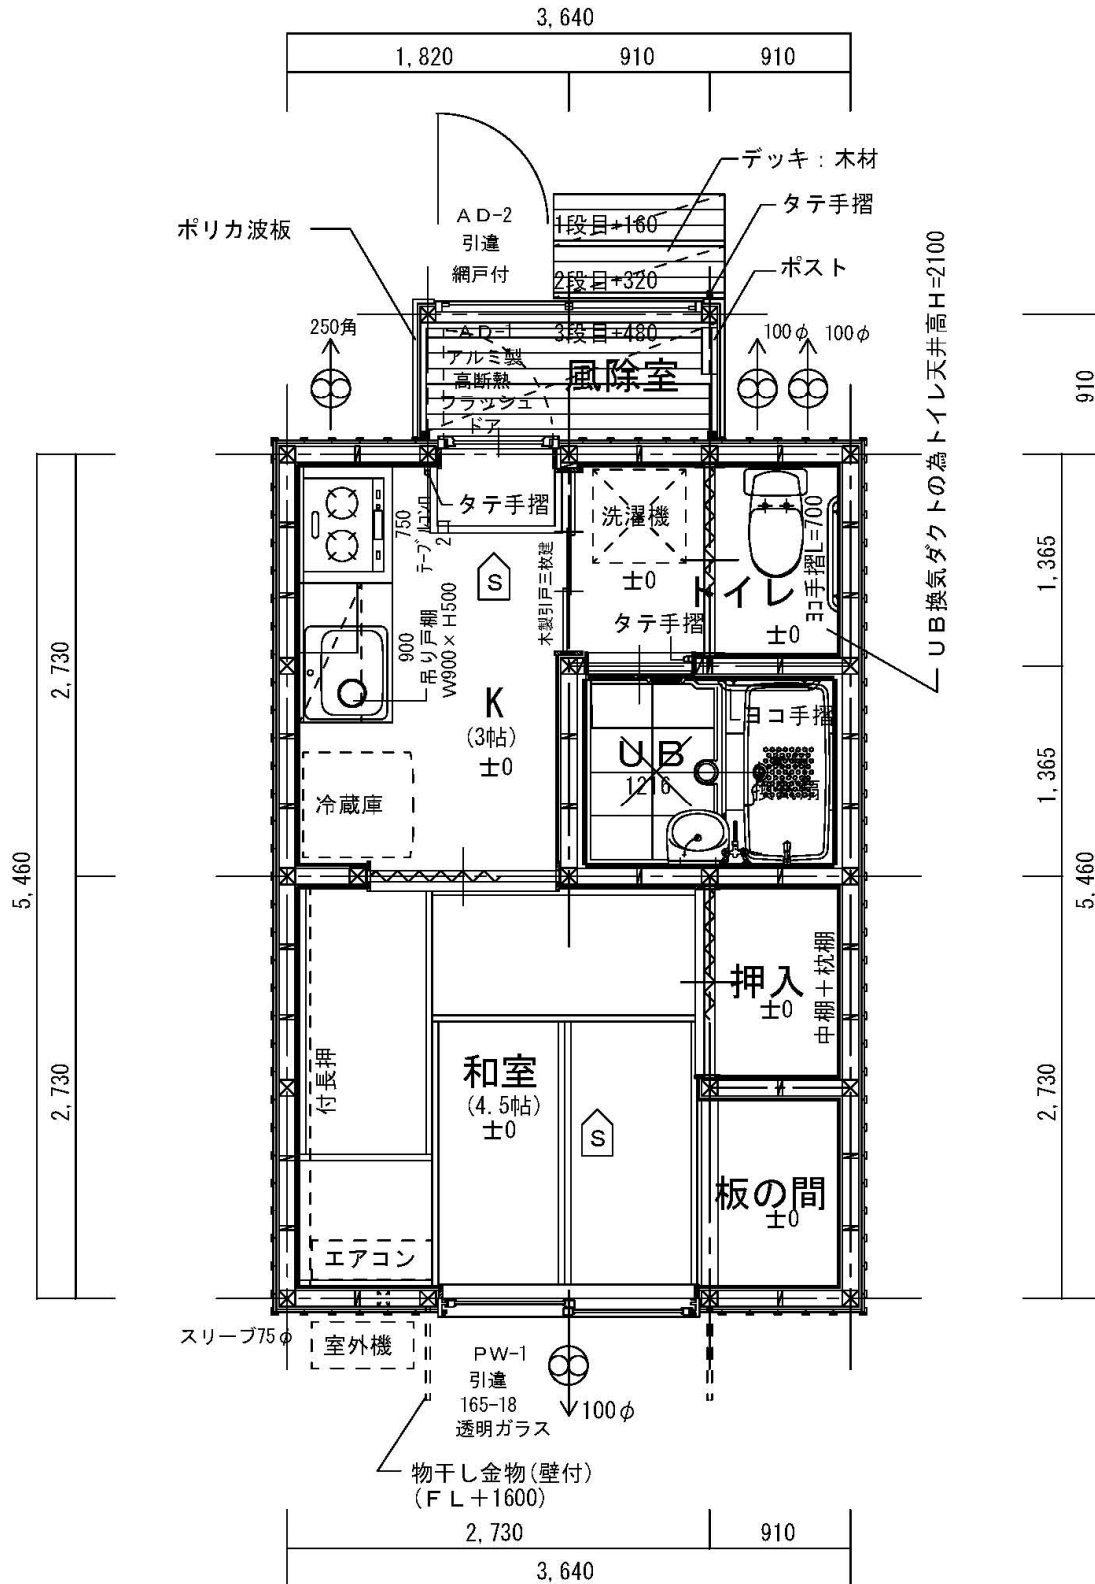 3,640
1,820
910
910
デッキ：木材
タテ手摺
ポスト
ポリカ波板
AD-2
引違
網戸付
1段目+160
2段目+320
3段目+480
250角
AD-1
アルミ製
高断熱
フラッシュ
ドア
風除室
100φ
100φ
UB換気ダクトの為トイレ天井高H=2100
910
タテ手摺
750
テーブルコンロ
2口
洗濯機
±0
トイレ
±0
ヨコ手摺L=700
木製引戸三枚建
タテ手摺
S
900
吊り戸棚
W900×H500
K
(3帖)
±0
冷蔵庫
UB
1216
ヨコ手摺
2,730
1,365
1,365
5,460
5,460
押入
±0
中棚＋枕棚
付長押
和室
(4.5帖)
±0
S
板の間
±0
エアコン
2,730
2,730
スリーブ75φ
室外機
PW-1
引違
165-18
透明ガラス
100φ
物干し金物(壁付)
(FL+1600)
2,730
910
3,640